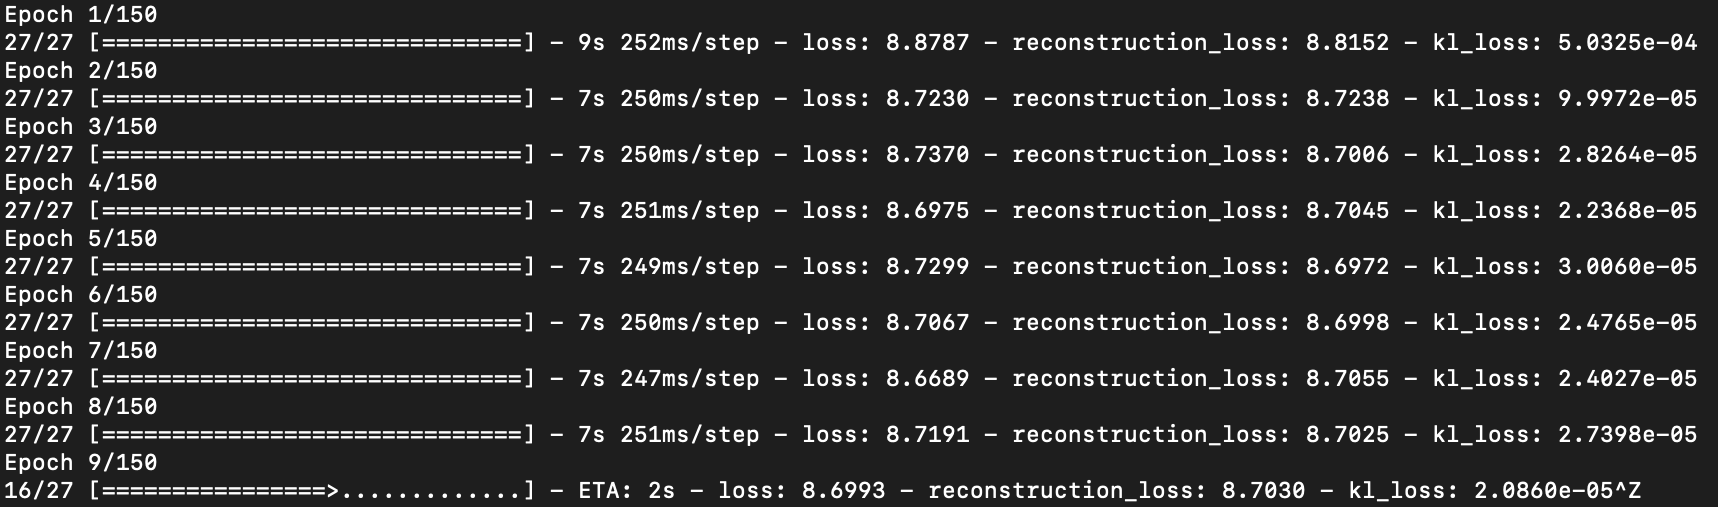 Epoch 1/150
27/27 [==============================] - 9s 252ms/step - loss: 8.8787 - reconstruction_loss: 8.8152 - kl_loss: 5.0325e-04
Epoch 2/150
27/27 [==============================] - 7s 250ms/step - loss: 8.7230 - reconstruction_loss: 8.7238 - kl_loss: 9.9972e-05
Epoch 3/150
27/27 [==============================] - 7s 250ms/step - loss: 8.7370 - reconstruction_loss: 8.7006 - kl_loss: 2.8264e-05
Epoch 4/150
27/27 [==============================] - 7s 251ms/step - loss: 8.6975 - reconstruction_loss: 8.7045 - kl_loss: 2.2368e-05
Epoch 5/150
27/27 [==============================] - 7s 249ms/step - loss: 8.7299 - reconstruction_loss: 8.6972 - kl_loss: 3.0060e-05
Epoch 6/150
27/27 [==============================] - 7s 250ms/step - loss: 8.7067 - reconstruction_loss: 8.6998 - kl_loss: 2.4765e-05
Epoch 7/150
27/27 [==============================] - 7s 247ms/step - loss: 8.6689 - reconstruction_loss: 8.7055 - kl_loss: 2.4027e-05
Epoch 8/150
27/27 [==============================] - 7s 251ms/step - loss: 8.7191 - reconstruction_loss: 8.7025 - kl_loss: 2.7398e-05
Epoch 9/150
16/27 [================>.............] - ETA: 2s - loss: 8.6993 - reconstruction_loss: 8.7030 - kl_loss: 2.0860e-05^Z